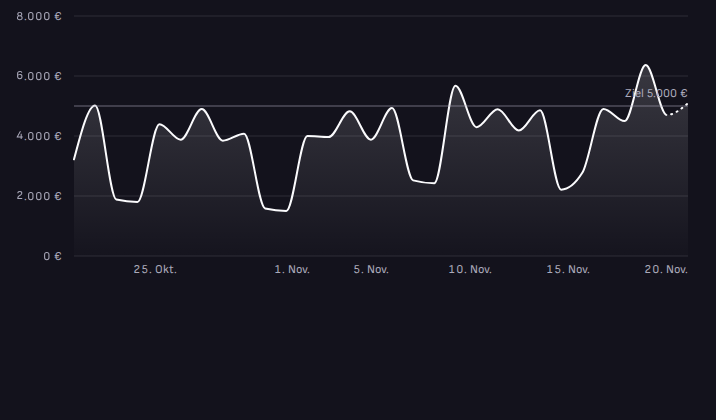 8.000 €
6.000 €
Ziel 5.000 €
4.000 €
2.000 €
0 €
25. Okt.
1. Nov.
5. Nov.
10. Nov.
15. Nov.
20. Nov.